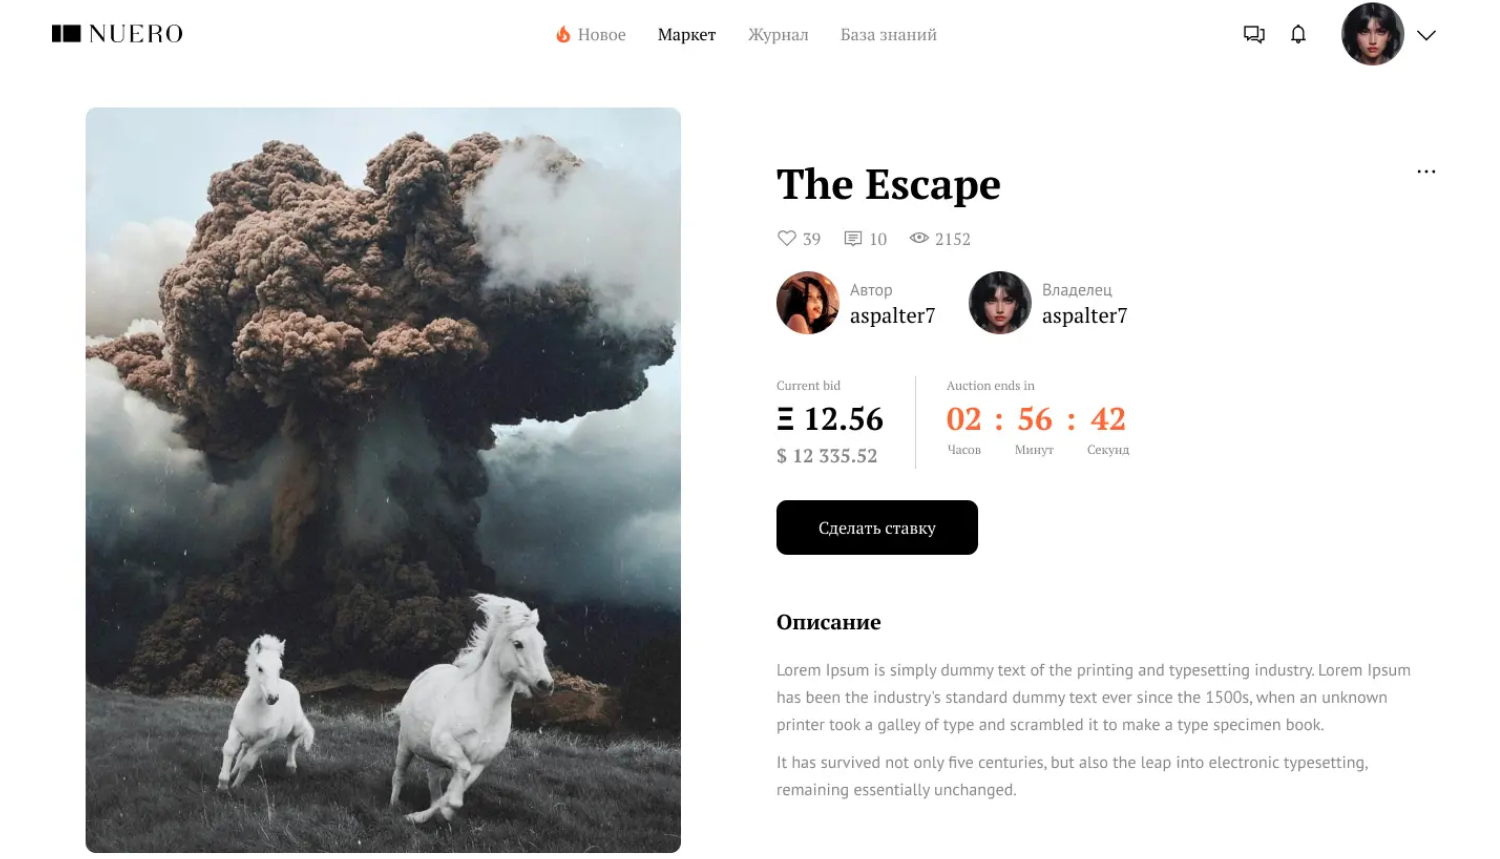 NUERO
Новое Маркет Журнал База знаний
The Escape
39 10 2152
Автор
aspalter7
Владелец
aspalter7
Current bid
Ξ 12.56
$ 12 335.52
Auction ends in
02 : 56 : 42
Часов Минут Секунд
Сделать ставку
Описание
Lorem Ipsum is simply dummy text of the printing and typesetting industry. Lorem Ipsum
has been the industry's standard dummy text ever since the 1500s, when an unknown
printer took a galley of type and scrambled it to make a type specimen book.
It has survived not only five centuries, but also the leap into electronic typesetting,
remaining essentially unchanged.